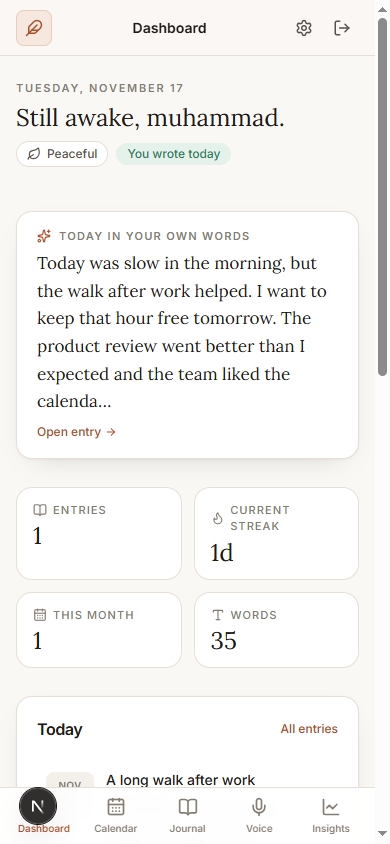 Dashboard
TUESDAY, NOVEMBER 17
Still awake, muhammad.
Peaceful
You wrote today
TODAY IN YOUR OWN WORDS
Today was slow in the morning, but
the walk after work helped. I want to
keep that hour free tomorrow. The
product review went better than I
expected and the team liked the
calenda...
Open entry →
ENTRIES
1
CURRENT
STREAK
1d
THIS MONTH
1
WORDS
35
Today
All entries
NOV
A long walk after work
N
Dashboard
Calendar
Journal
Voice
Insights